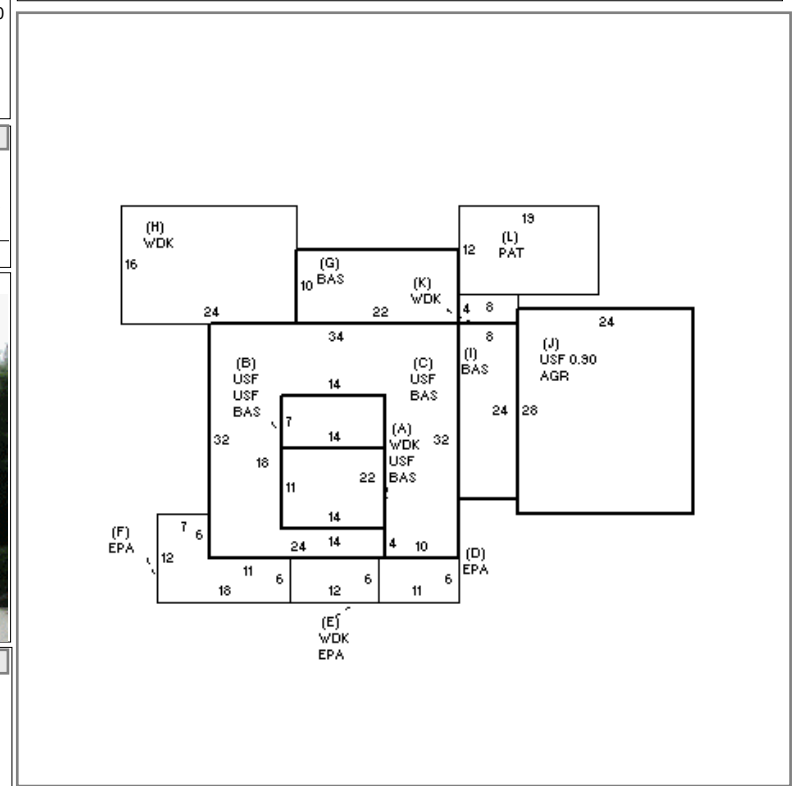 0
19
(H)
WDK
(L)
PAT
12
16
(G)
BAS
10
(K)
WDK
24
22
4 8
24
34
8
(J)
USF 0.90
AGR
(I)
BAS
(B)
USF
USF
BAS
(C)
USF
BAS
14
24 28
7
14
(A)
WDK
USF
BAS
32
32
18
22
11
14
7
6
(F)
EPA
24
14
4 10
(D)
EPA
12
11
6
6
6
18
12
11
(E)
WDK
EPA